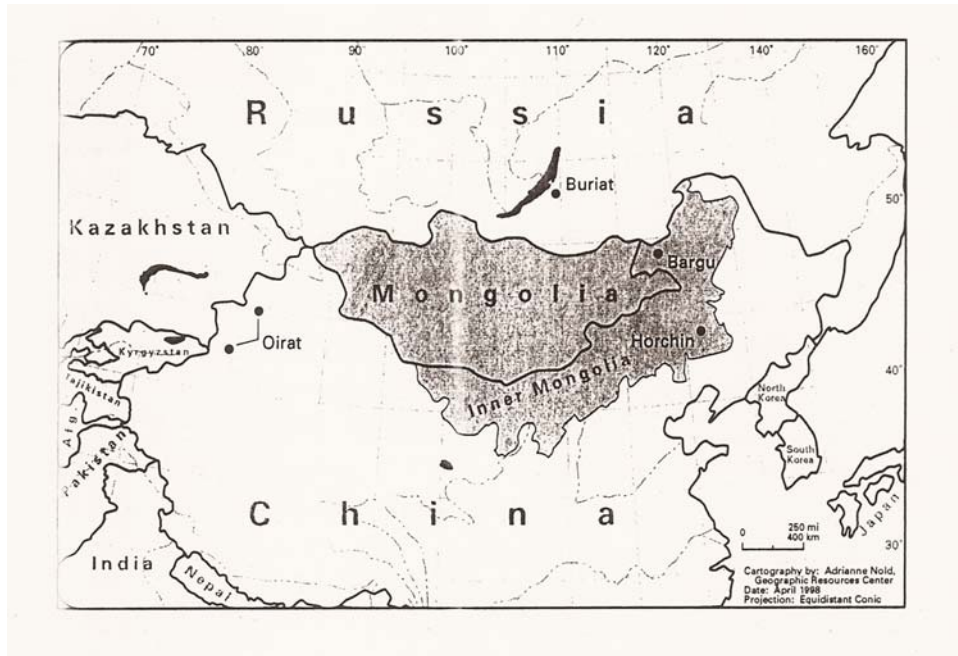 70° 80° 90° 100° 110° 120° 140° 160°
Russia
Buriat
50°
Kazakhstan
Bargu
Mongolia
Horchin
Oirat
Kyrgyzstan
Inner Mongolia
40°
Tajikistan
North
Korea
Afg
Pakistan
South
Korea
China
Japan
0 250 mi
400 km
30°
India
Nepal
Cartography by: Adrianne Nold,
Geographic Resources Center
Date: April 1998
Projection: Equidistant Conic